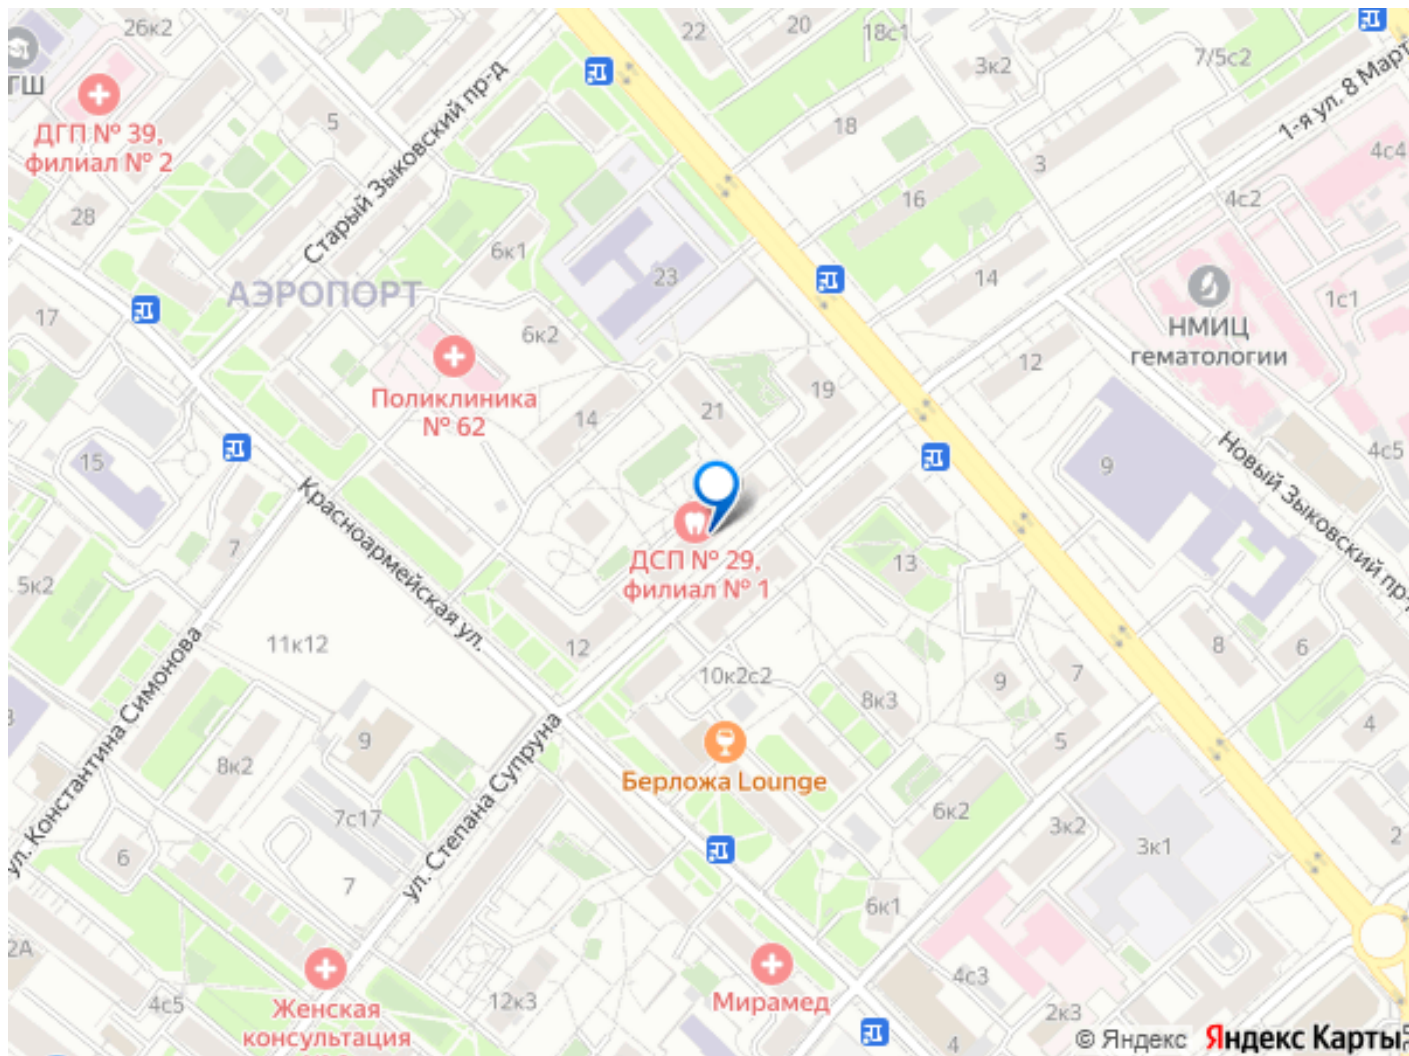 26к2
22
20
18с1
3к2
7/5с2
1-я ул. 8 Март
ГШ
ДГП № 39,
филиал № 2
5
Старый Зыковский пр-д
18
3
4с4
28
16
4с2
6к1
23
АЭРОПОРТ
14
1с1
17
6к2
НМИЦ
гематологии
12
Поликлиника
№ 62
14
21
19
15
9
4с5
Новый Зыковский пр-д
Красноармейская ул.
7
ДСП № 29,
филиал № 1
13
5к2
11к12
12
10к2с2
8к3
9
7
8
6
ул. Константина Симонова
9
8к2
ул. Степана Супруна
Берложа Lounge
5
4
7с17
6к2
3к2
3к1
2
6
7
6к1
2А
4с5
Женская
консультация
12к3
Мирамед
4с3
2к3
© Яндекс
Яндекс Карты